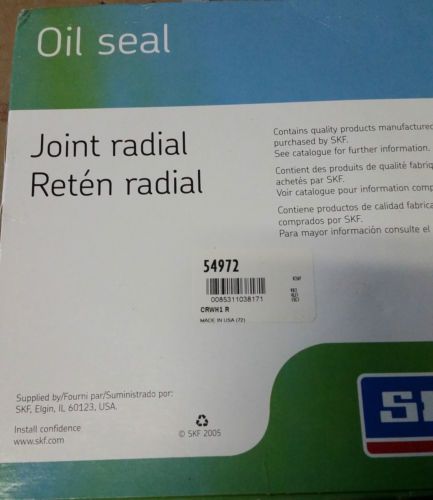 Oil seal
Joint radial
Retén radial
Contains quality products manufactured
purchased by SKF.
See catalogue for further information.
Contient des produits de qualité fabriq
achetés par SKF.
Voir catalogue pour information comp
Contiene productos de calidad fabrica
comprados por SKF.
Para mayor información consulte el
54972
0085311038171
CRWH1 R
MADE IN USA (72)
Supplied by/Fourni par/Suministrado por:
SKF, Elgin, IL 60123, USA.
Install confidence
www.skf.com
© SKF 2005